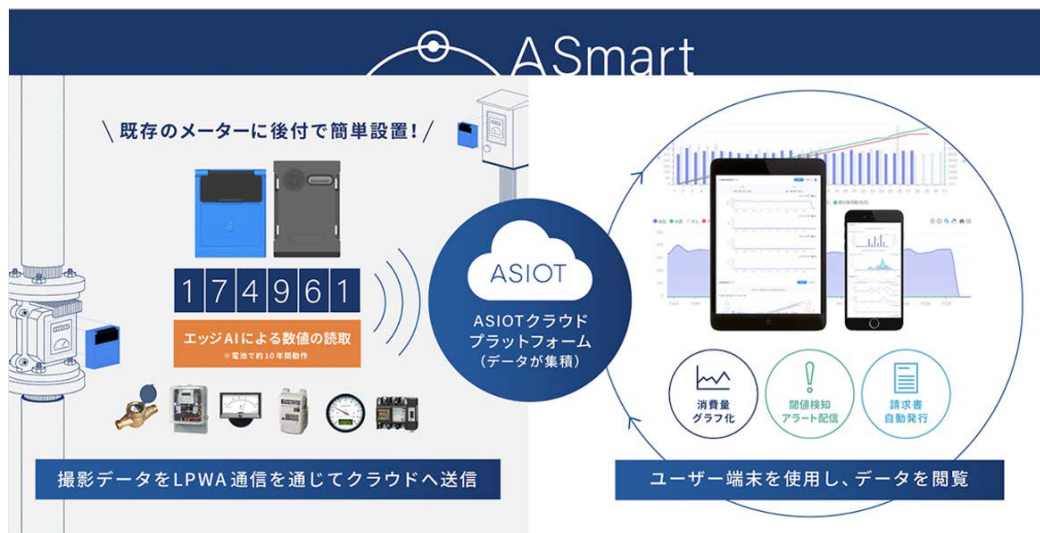 ASmart
既存のメーターに後付で簡単設置!
174961
エッジAIによる数値の読取
※電池で約10年間動作
撮影データをLPWA通信を通じてクラウドへ送信
ASIOT
ASIOTクラウド
プラットフォーム
(データが集積)
消費量
グラフ化
閾値検知
アラート配信
請求書
自動発行
ユーザー端末を使用し、データを閲覧